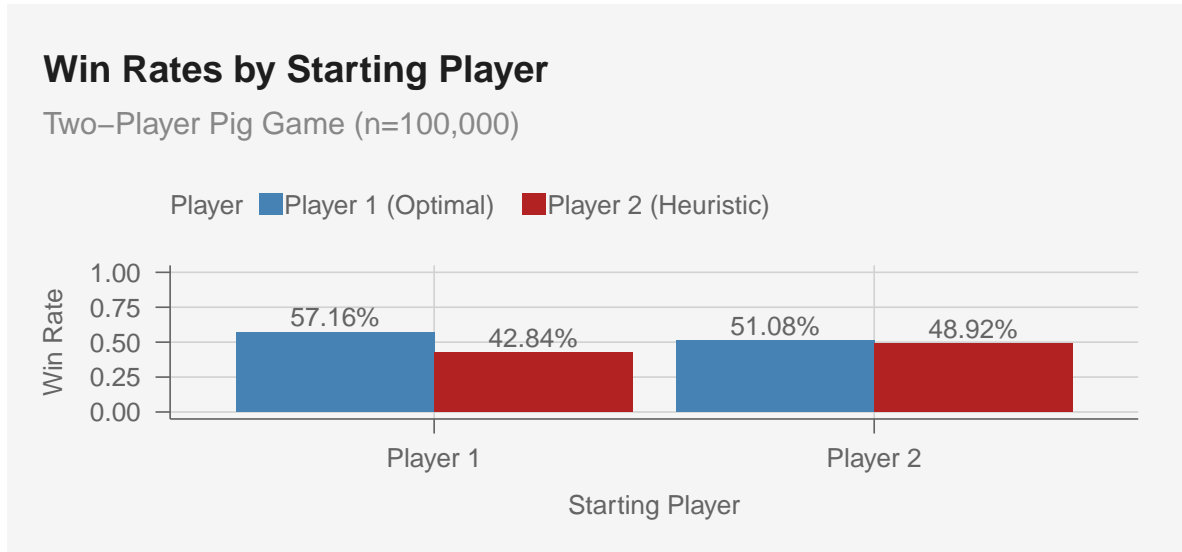 Win Rates by Starting Player
Two−Player Pig Game (n=100,000)
Player Player 1 (Optimal) Player 2 (Heuristic)
Win Rate
1.00
0.75
0.50
0.25
0.00
57.16%
42.84%
51.08%
48.92%
Player 1
Player 2
Starting Player